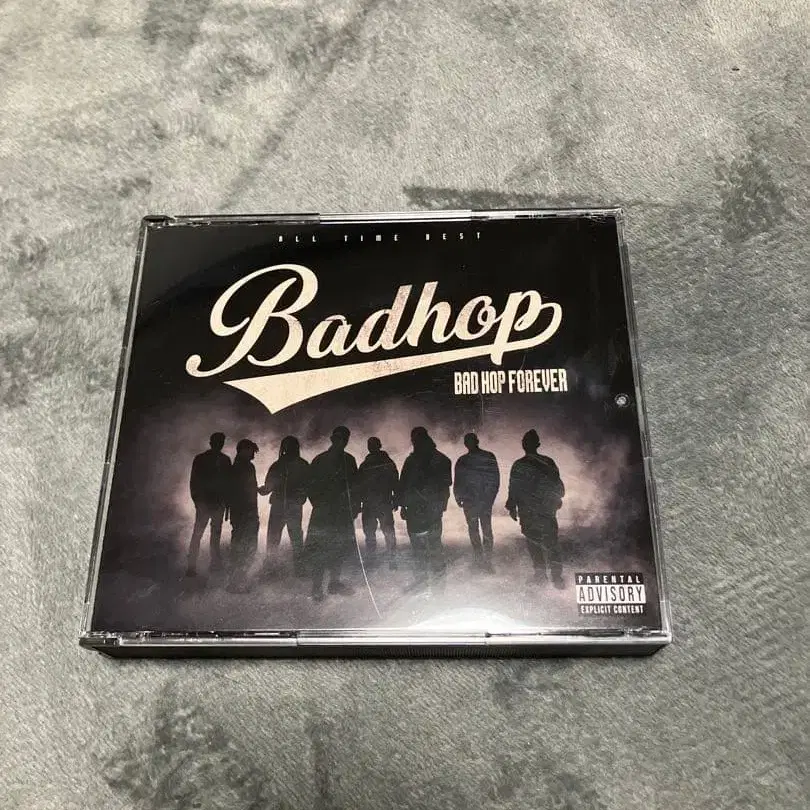 ALL TIME BEST
Badhop
BAD HOP FOREVER
PARENTAL
ADVISORY
EXPLICIT CONTENT